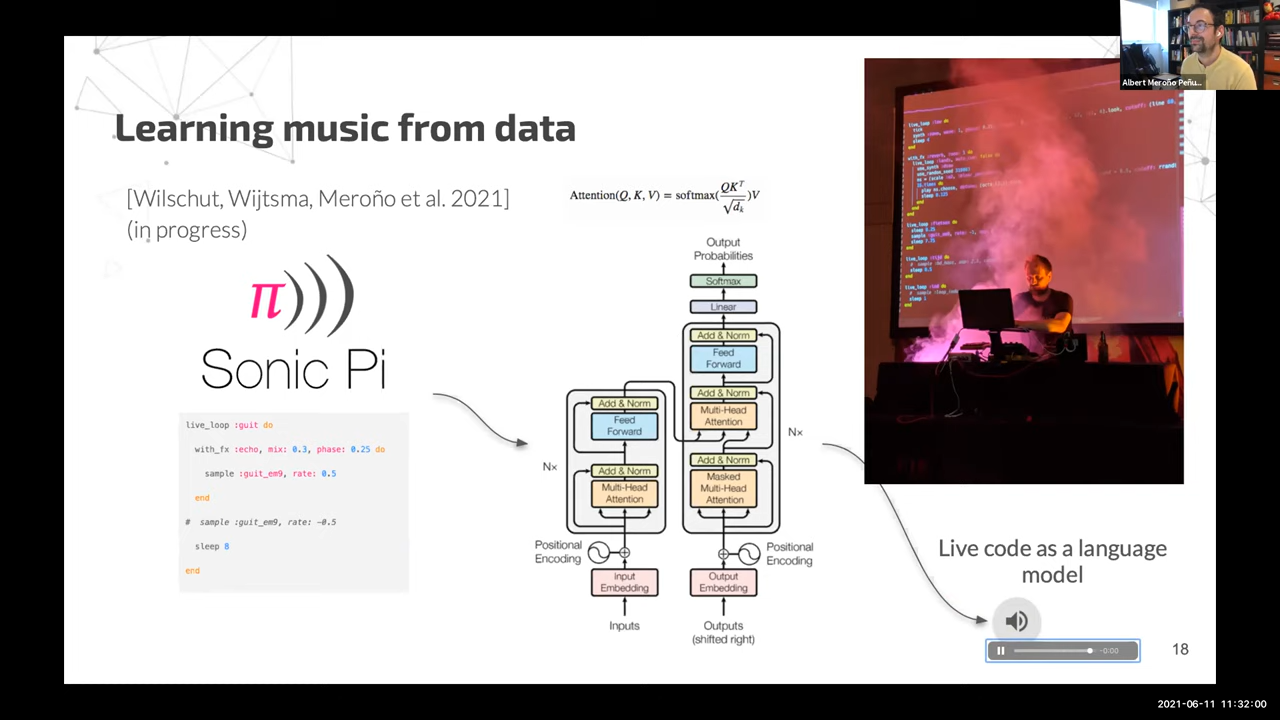 Albert Meroño Peñu...
Learning music from data
[Wilschut, Wijtsma, Meroño et al. 2021]
(in progress)
Attention(Q, K, V) = softmax(QK^T/√d_k)V
π)))
Sonic Pi
live_loop :guit do
with_fx :echo, mix: 0.3, phase: 0.25 do
sample :guit_em9, rate: 0.5
end
# sample :guit_em9, rate: -0.5
sleep 8
end
Output
Probabilities
Softmax
Linear
Add & Norm
Feed
Forward
Add & Norm
Multi-Head
Attention
Nx
Add & Norm
Masked
Multi-Head
Attention
Add & Norm
Feed
Forward
Nx
Add & Norm
Multi-Head
Attention
Positional
Encoding
Positional
Encoding
Input
Embedding
Output
Embedding
Inputs
Outputs
(shifted right)
Live code as a language
model
-0:00
18
2021-06-11 11:32:00